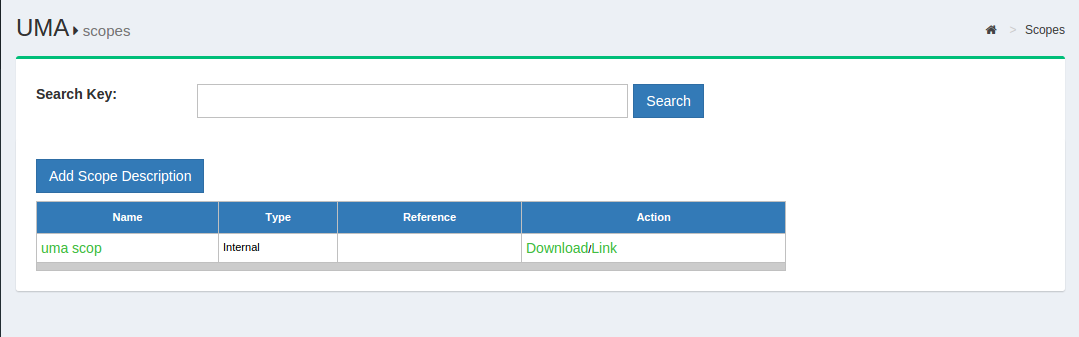 UMA scopes
> Scopes
Search Key:
Search
Add Scope Description
Name Type Reference Action
uma scop Internal Download/Link